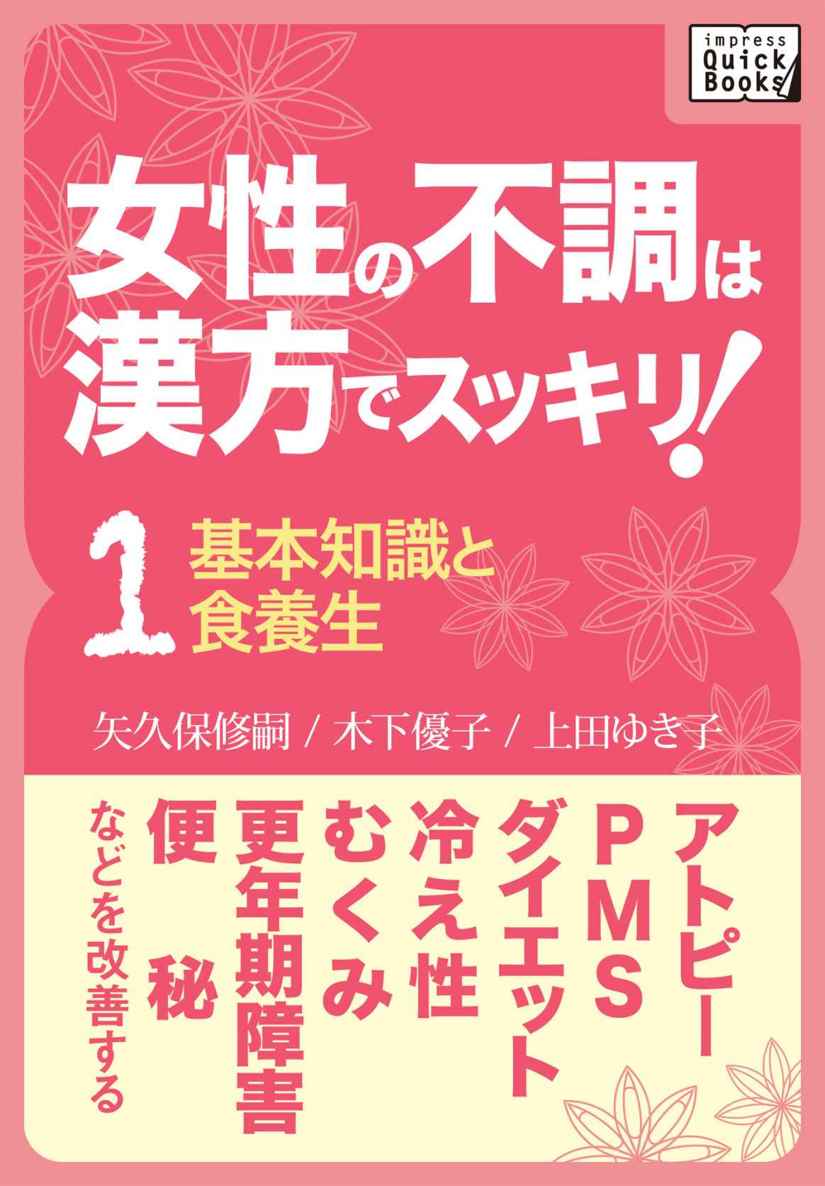 impress
Quick
Books
女性の不調は
漢方でスッキリ!
1 基本知識と
食養生
矢久保修嗣 / 木下優子 / 上田ゆき子
アトピー
PMS
ダイエット
冷え性
むくみ
更年期障害
便秘
などを改善する